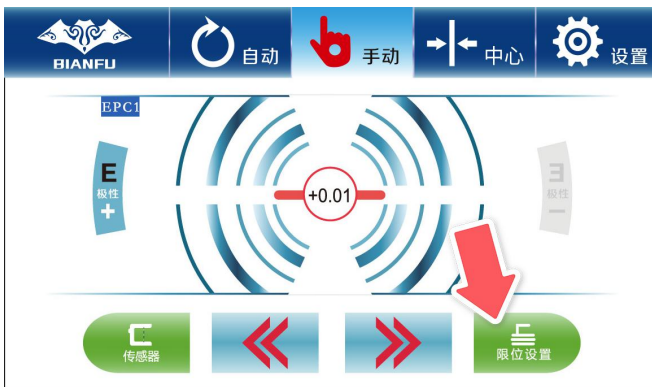 BIANFU
自动
手动
中心
设置
EPC1
E
极性
+
+0.01
E
极性
−
传感器
限位设置